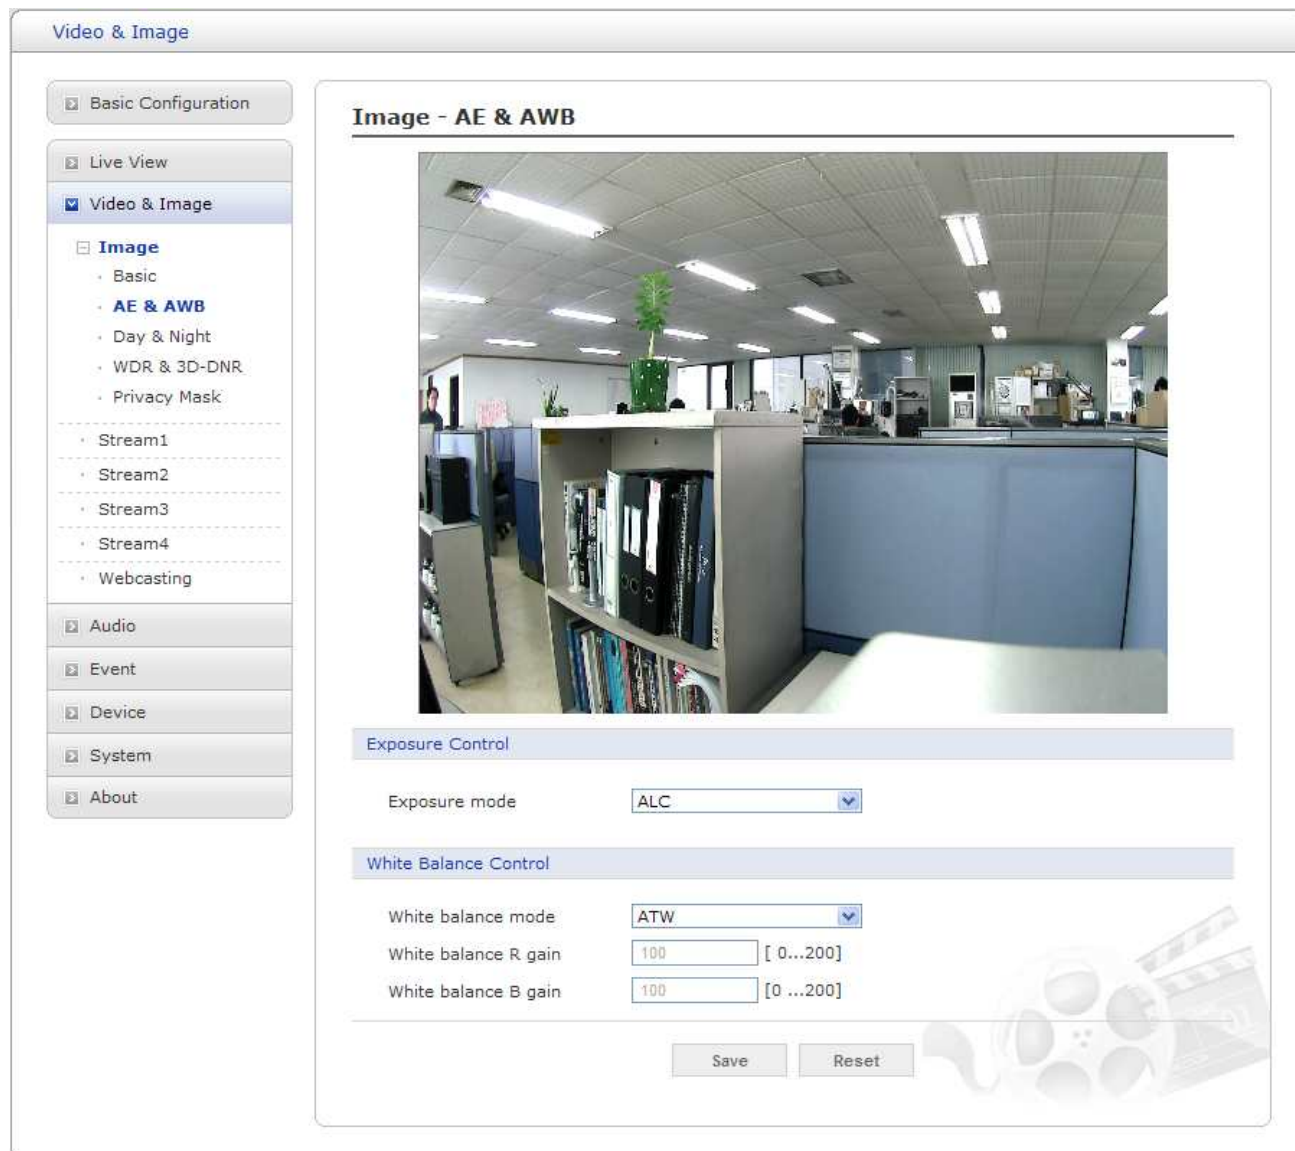 Video & Image
Basic Configuration
Live View
Video & Image
Image
Basic
AE & AWB
Day & Night
WDR & 3D-DNR
Privacy Mask
Stream1
Stream2
Stream3
Stream4
Webcasting
Audio
Event
Device
System
About
Image - AE & AWB
Exposure Control
Exposure mode ALC
White Balance Control
White balance mode ATW
White balance R gain 100 [ 0...200]
White balance B gain 100 [0 ...200]
Save Reset